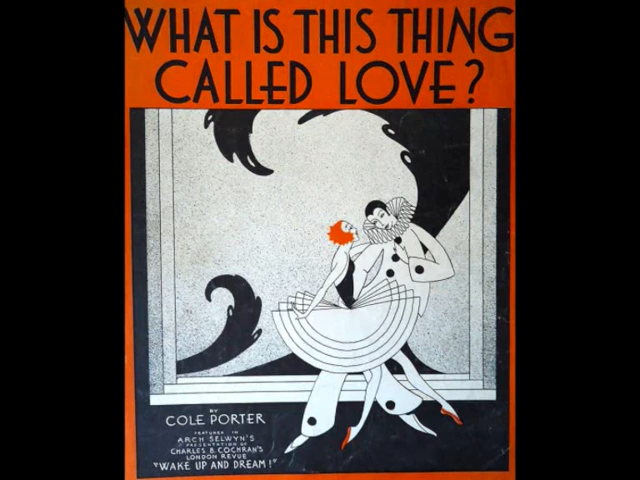 WHAT IS THIS THING
CALLED LOVE?
BY
COLE PORTER
FEATURED IN
ARCH SELWYN'S
PRESENTATION OF
CHARLES B. COCHRAN'S
LONDON REVUE
"WAKE UP AND DREAM!"